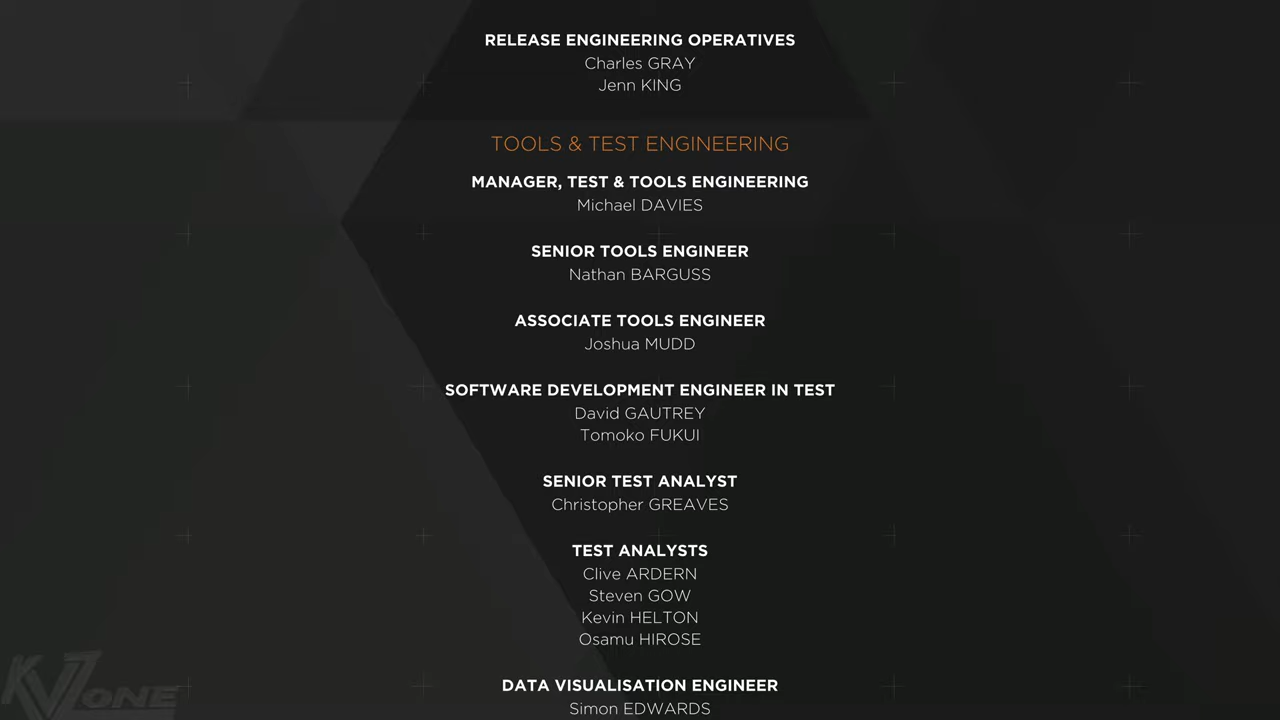 RELEASE ENGINEERING OPERATIVES
Charles GRAY
Jenn KING
TOOLS & TEST ENGINEERING
MANAGER, TEST & TOOLS ENGINEERING
Michael DAVIES
SENIOR TOOLS ENGINEER
Nathan BARGUSS
ASSOCIATE TOOLS ENGINEER
Joshua MUDD
SOFTWARE DEVELOPMENT ENGINEER IN TEST
David GAUTREY
Tomoko FUKUI
SENIOR TEST ANALYST
Christopher GREAVES
TEST ANALYSTS
Clive ARDERN
Steven GOW
Kevin HELTON
Osamu HIROSE
DATA VISUALISATION ENGINEER
Simon EDWARDS
KVZONE